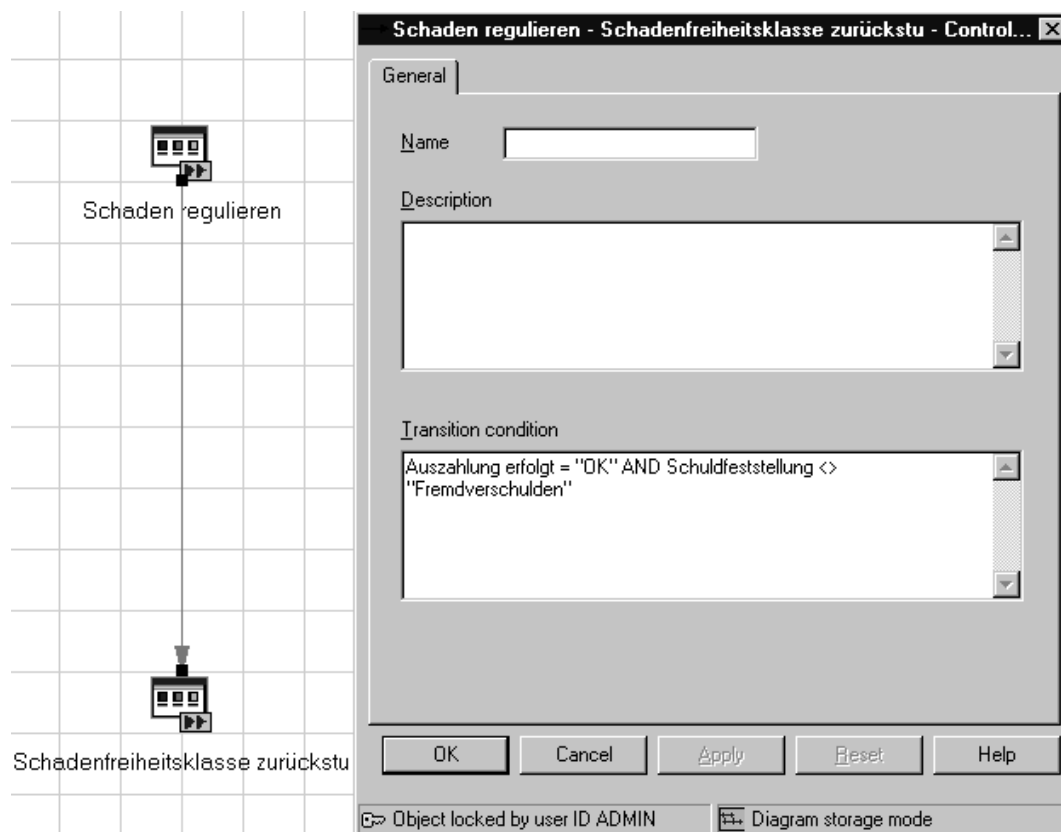 Schaden regulieren
Schadenfreiheitsklasse zurückstu
Schaden regulieren - Schadenfreiheitsklasse zurückstu - Control...
General
Name
Description
Transition condition
Auszahlung erfolgt = "OK" AND Schuldfeststellung <>
"Fremdverschulden"
OK Cancel Apply Reset Help
Object locked by user ID ADMIN Diagram storage mode